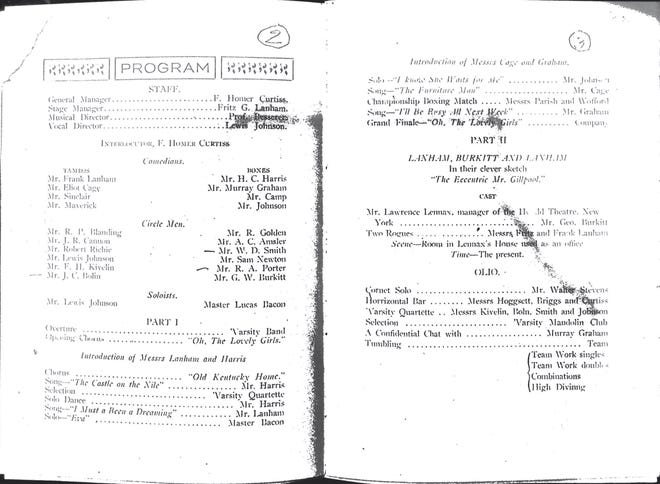 2
PROGRAM
STAFF.
General Manager........................F. Homer Curtiss.
Stage Manager........................Fritz G. Lanham.
Musical Director........................Prof. Besserer.
Vocal Director........................Lewis Johnson.
INTERLOCUTOR, F. HOMER CURTISS
Comedians.
TAMBOS BONES
Mr. Frank Lanham Mr. H. C. Harris
Mr. Eliot Cage Mr. Murray Graham
Mr. Sinclair Mr. Camp
Mr. Maverick Mr. Johnson
Circle Men.
Mr. R. P. Blanding Mr. R. Golden
Mr. J. R. Cannon Mr. A. C. Amsler
Mr. Robert Richie Mr. W. D. Smith
Mr. Lewis Johnson Mr. Sam Newton
Mr. F. H. Kivelin Mr. R. A. Porter
Mr. J. C. Bolin Mr. G. W. Burkitt
Soloists.
Mr. Lewis Johnson Master Lucas Bacon
PART I
Overture ........................ 'Varsity Band
Opening Chorus ........................ "Oh, The Lovely Girls."
Introduction of Messrs Lanham and Harris
Chorus ........................ "Old Kentucky Home."
Song—"The Castle on the Nile" ............ Mr. Harris
Selection ........................ 'Varsity Quartette
Solo Dance ........................ Mr. Harris
Song—"I Must a Been a Dreaming" ............ Mr. Lanham
Solo—"Eva" ........................ Master Bacon
3
Introduction of Messrs Cage and Graham.
Solo—"I know She Waits for Me" ............ Mr. Johnson
Song—"The Furniture Man" ............ Mr. Cage
Championship Boxing Match ..... Messrs Parish and Wofford
Song—"I'll Be Busy All Next Week" ............ Mr. Graham
Grand Finale—"Oh, The Lovely Girls" ............ Company
PART II
LANHAM, BURKITT AND LANHAM
In their clever sketch
"The Eccentric Mr. Gillpool."
CAST
Mr. Lawrence Lennax, manager of the Theatre, New
York ........................ Mr. Geo. Burkitt
Two Rogues ............ Messrs Fritz and Frank Lanham
Scene—Room in Lennax's House used as an office
Time—The present.
OLIO.
Cornet Solo ........................ Mr. Walter Stevens
Horrizontal Bar ....... Messrs Hoggsett, Briggs and Curtiss
'Varsity Quartette .. Messrs Kivelin, Boln, Smith and Johnson
Selection ........................ 'Varsity Mandolin Club
A Confidential Chat with ............ Murray Graham
Tumbling ........................ Team
Team Work singles
Team Work doubles
Combinations
High Divinng